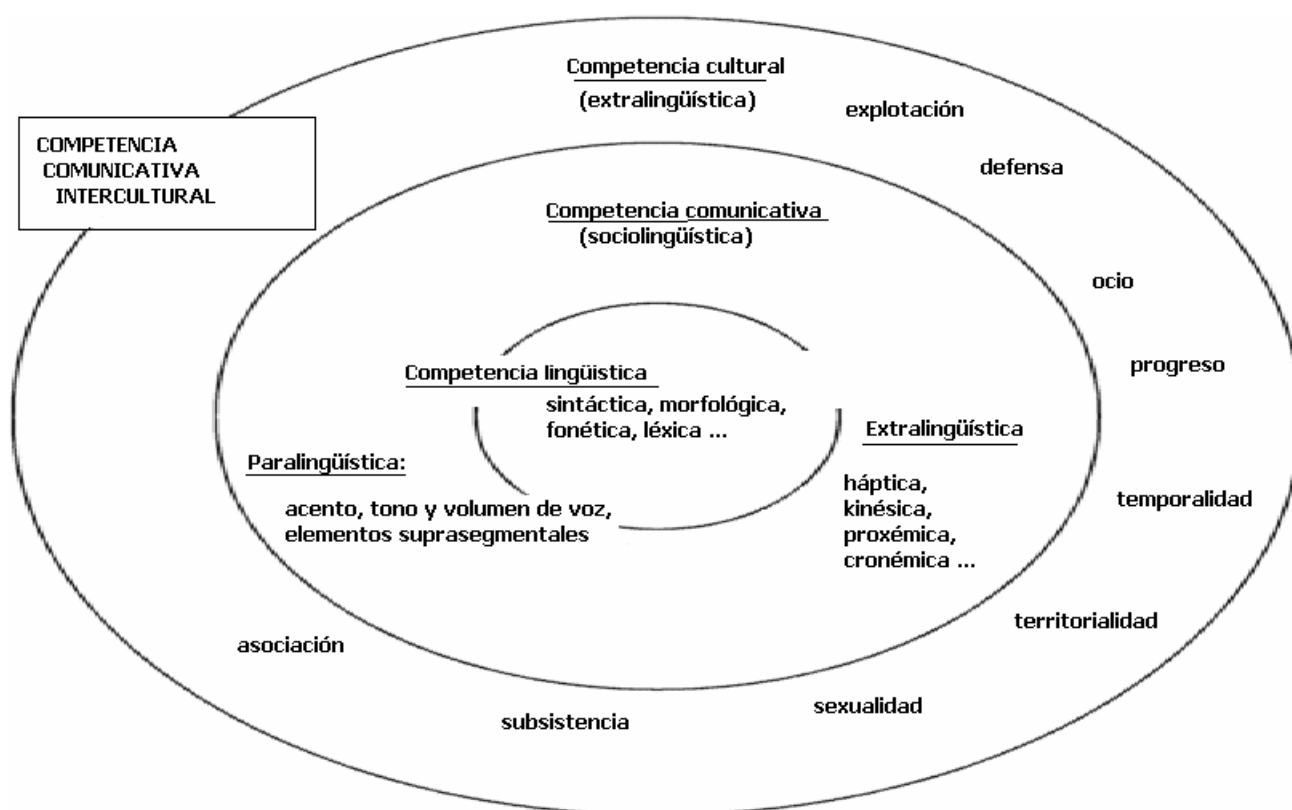 Competencia cultural
(extralingüística)
explotación
COMPETENCIA
COMUNICATIVA
INTERCULTURAL
defensa
Competencia comunicativa
(sociolingüística)
ocio
progreso
Competencia lingüistica
sintáctica, morfológica,
fonética, léxica ...
Extralingüística
Paralingüística:
háptica,
kinésica,
proxémica,
cronémica ...
temporalidad
acento, tono y volumen de voz,
elementos suprasegmentales
territorialidad
asociación
sexualidad
subsistencia